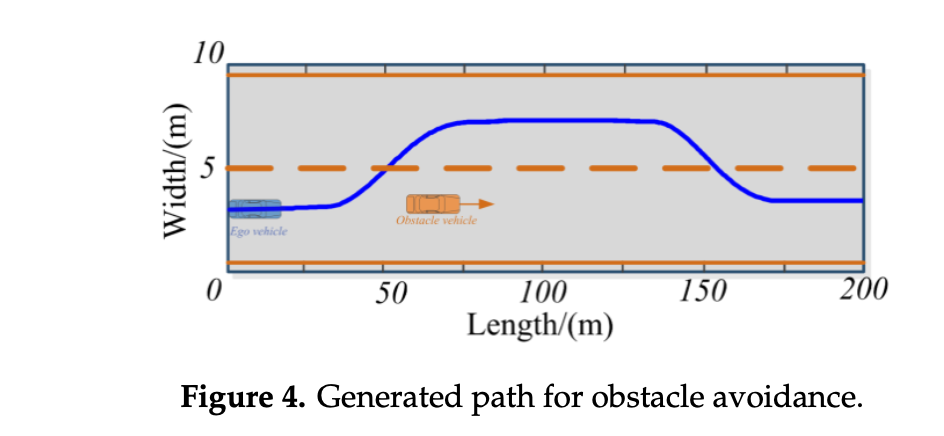 10
Width/(m)
5
Ego vehicle
Obstacle vehicle
0 50 100 150 200
Length/(m)
Figure 4. Generated path for obstacle avoidance.